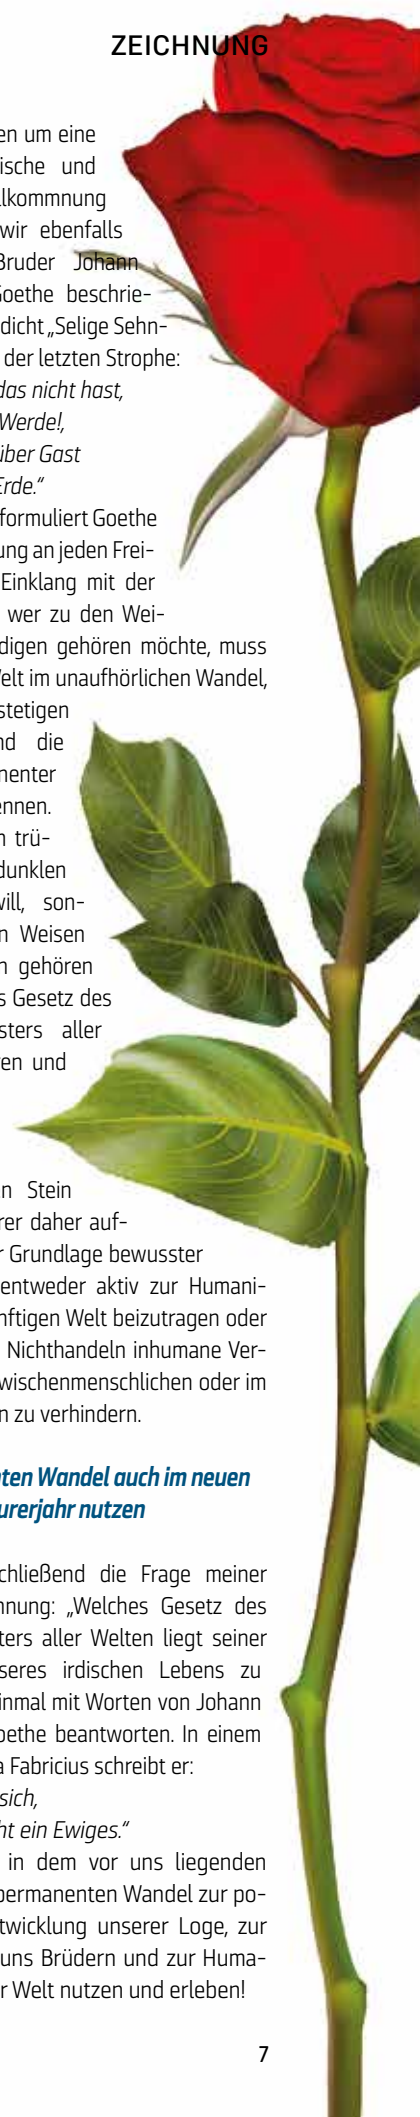 ZEICHNUNG
en um eine
ische und
llkommnung
wir ebenfalls
Bruder Johann
Goethe beschrie-
dicht „Selige Sehn-
der letzten Strophe:
das nicht hast,
Werde!,
über Gast
Erde.“
formuliert Goethe
ung an jeden Frei-
Einklang mit der
wer zu den Wei-
digen gehören möchte, muss
Welt im unaufhörlichen Wandel,
stetigen
nd die
nenter
ennen.
n trü-
dunklen
will, son-
n Weisen
n gehören
s Gesetz des
sters aller
en und
n Stein
rer daher auf-
r Grundlage bewusster
entweder aktiv zur Humani-
nftigen Welt beizutragen oder
Nichthandeln inhumane Ver-
wischenmenschlichen oder im
n zu verhindern.
ten Wandel auch im neuen
urerjahr nutzen
chließend die Frage meiner
hnung: „Welches Gesetz des
ters aller Welten liegt seiner
seres irdischen Lebens zu
inmal mit Worten von Johann
oethe beantworten. In einem
a Fabricius schreibt er:
sich,
ht ein Ewiges.“
in dem vor uns liegenden
permanenten Wandel zur po-
twicklung unserer Loge, zur
uns Brüdern und zur Huma-
r Welt nutzen und erleben!
7